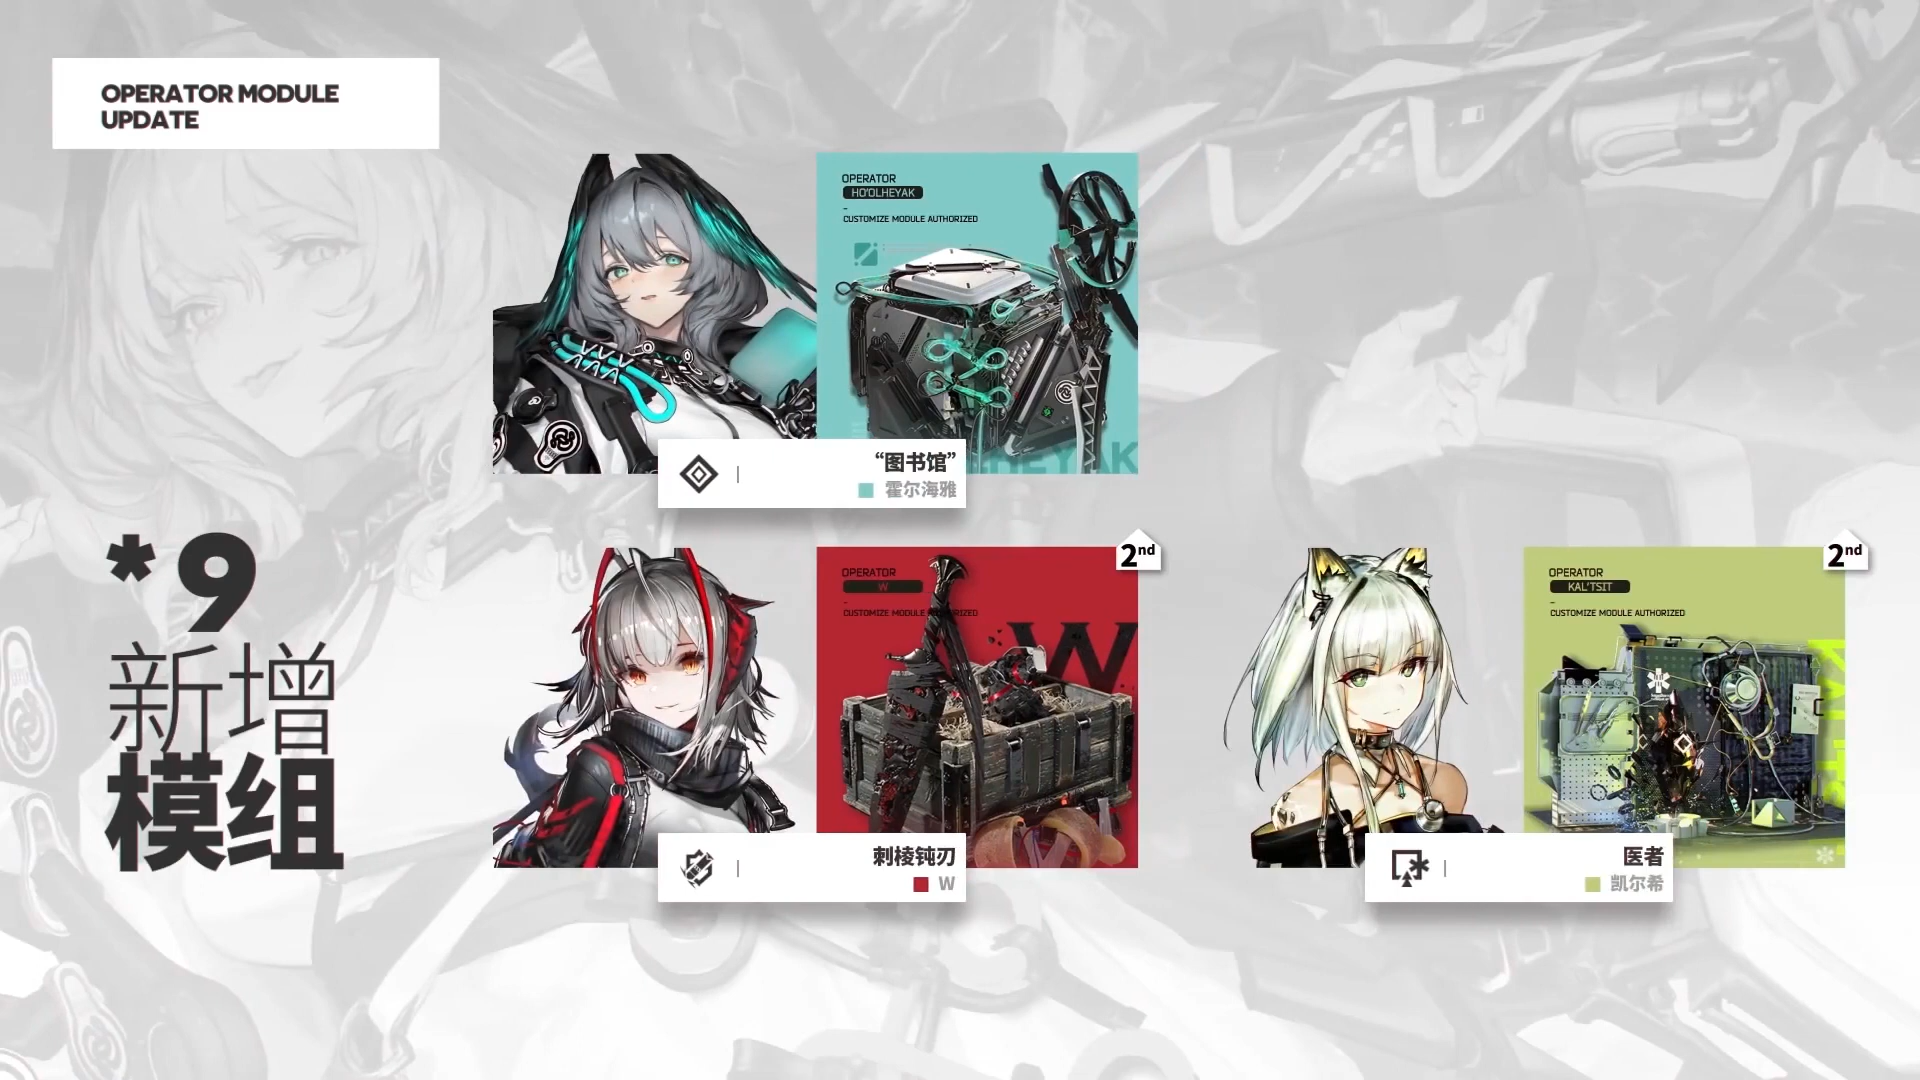 OPERATOR MODULE
UPDATE
OPERATOR
HO'OLHEYAK
CUSTOMIZE MODULE AUTHORIZED
“图书馆”
霍尔海雅
*9
新增
模组
OPERATOR
W
CUSTOMIZE MODULE AUTHORIZED
W
2nd
刺棱钝刃
W
OPERATOR
KAL'TSIT
CUSTOMIZE MODULE AUTHORIZED
2nd
医者
凯尔希